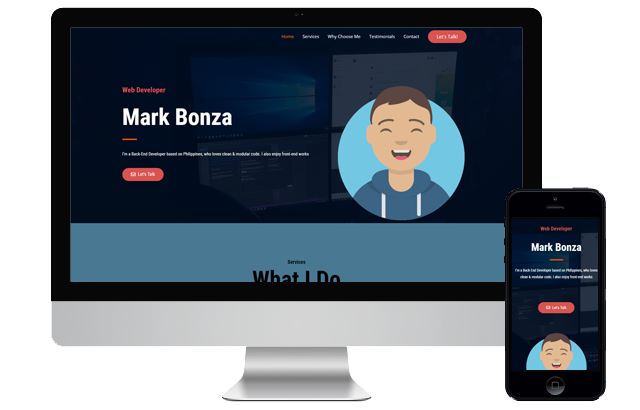 Home Services Why Choose Me Testimonials Contact Let's Talk!
Web Developer
Mark Bonza
I'm a Back-End Developer based on Philippines, who loves clean & modular code. I also enjoy front-end works
Let's Talk
Services
What I Do
Web Developer
Mark Bonza
I'm a Back-End Developer based on Philippines, who loves
clean & modular code. I also enjoy front-end works
Let's Talk